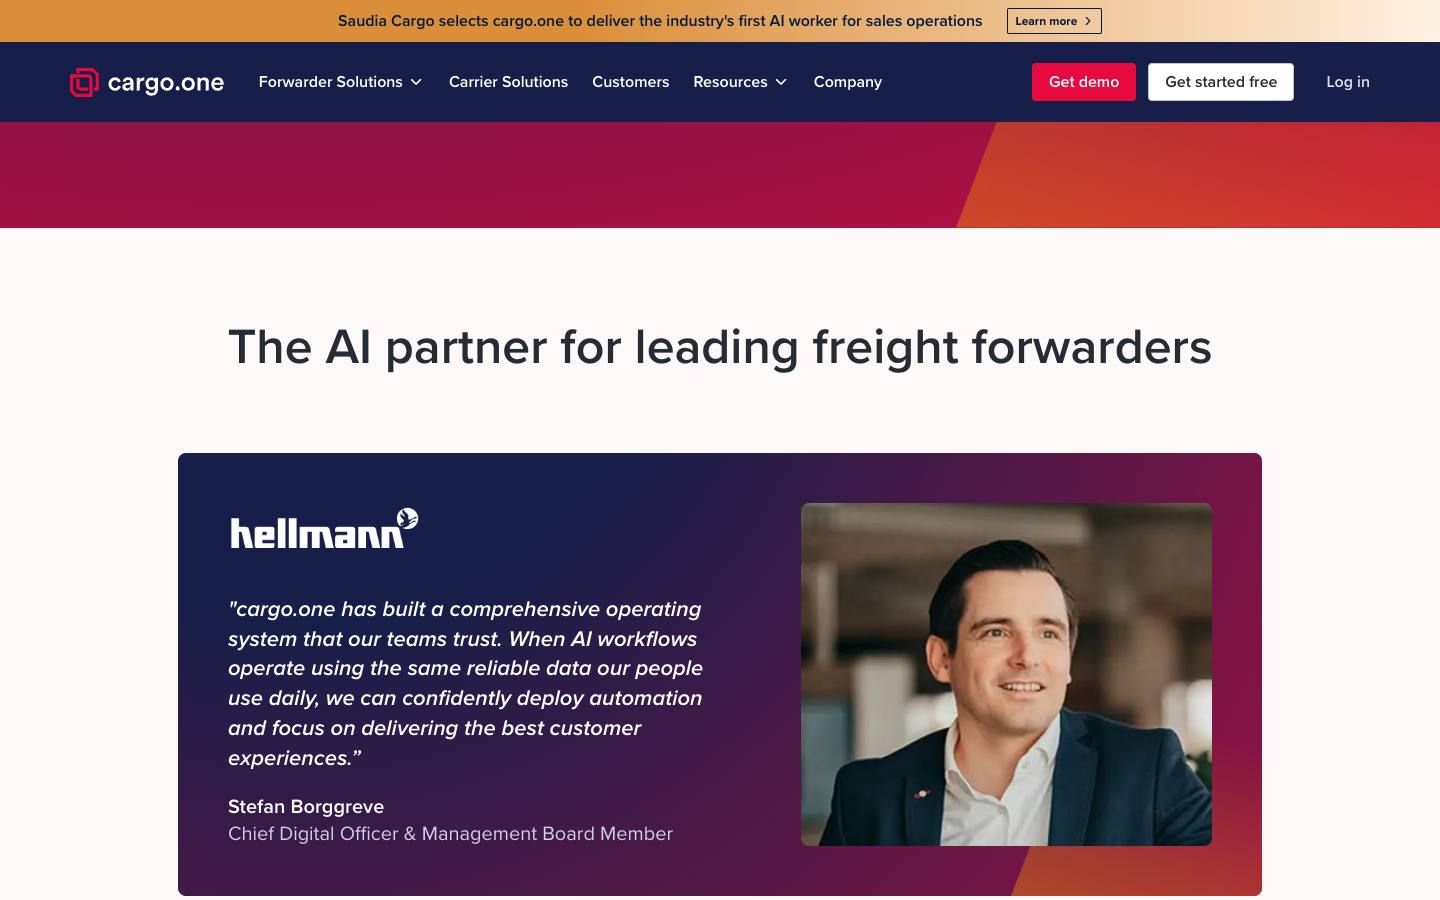 Saudia Cargo selects cargo.one to deliver the industry's first AI worker for sales operations
Learn more
cargo.one
Forwarder Solutions
Carrier Solutions
Customers
Resources
Company
Get demo
Get started free
Log in
The AI partner for leading freight forwarders
hellmann
"cargo.one has built a comprehensive operating
system that our teams trust. When AI workflows
operate using the same reliable data our people
use daily, we can confidently deploy automation
and focus on delivering the best customer
experiences.”
Stefan Borggreve
Chief Digital Officer & Management Board Member